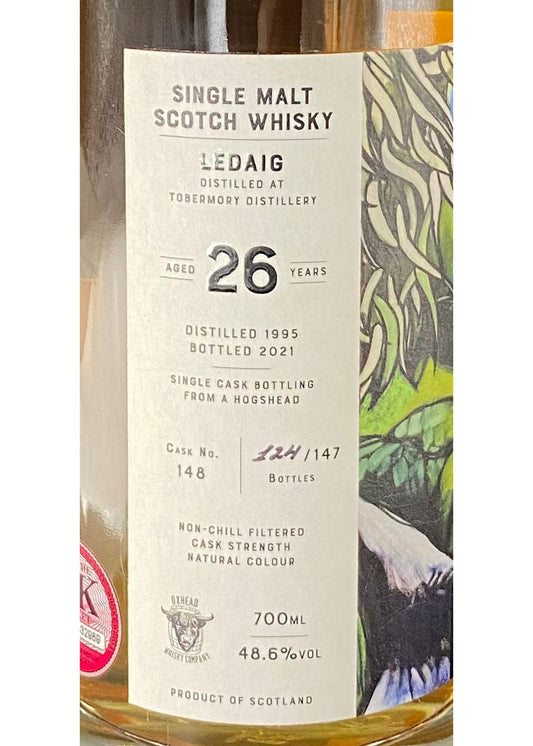 SINGLE MALT
SCOTCH WHISKY
LEDAIG
DISTILLED AT
TOBERMORY DISTILLERY
AGED 26 YEARS
DISTILLED 1995
BOTTLED 2021
SINGLE CASK BOTTLING
FROM A HOGSHEAD
CASK NO.
148
124/147
BOTTLES
NON-CHILL FILTERED
CASK STRENGTH
NATURAL COLOUR
OXHEAD
WHISKY COMPANY
700ML
48.6%VOL
PRODUCT OF SCOTLAND
K